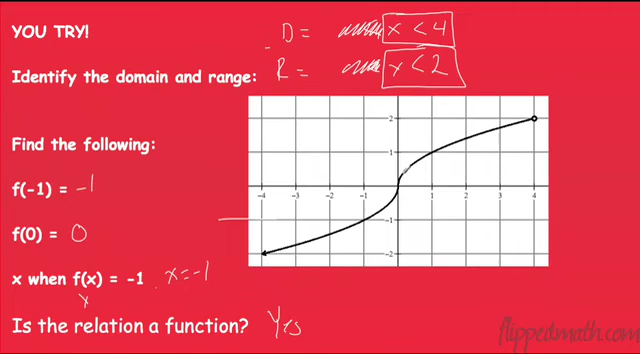 YOU TRY!
D = x < 4
Identify the domain and range:
R = x < 2
Find the following:
f(-1) = -1
f(0) = 0
x when f(x) = -1 x = -1
x
Is the relation a function? Yes
2
1
-4 -3 -2 -1 1 2 3 4
-1
-2
flippedmath.com